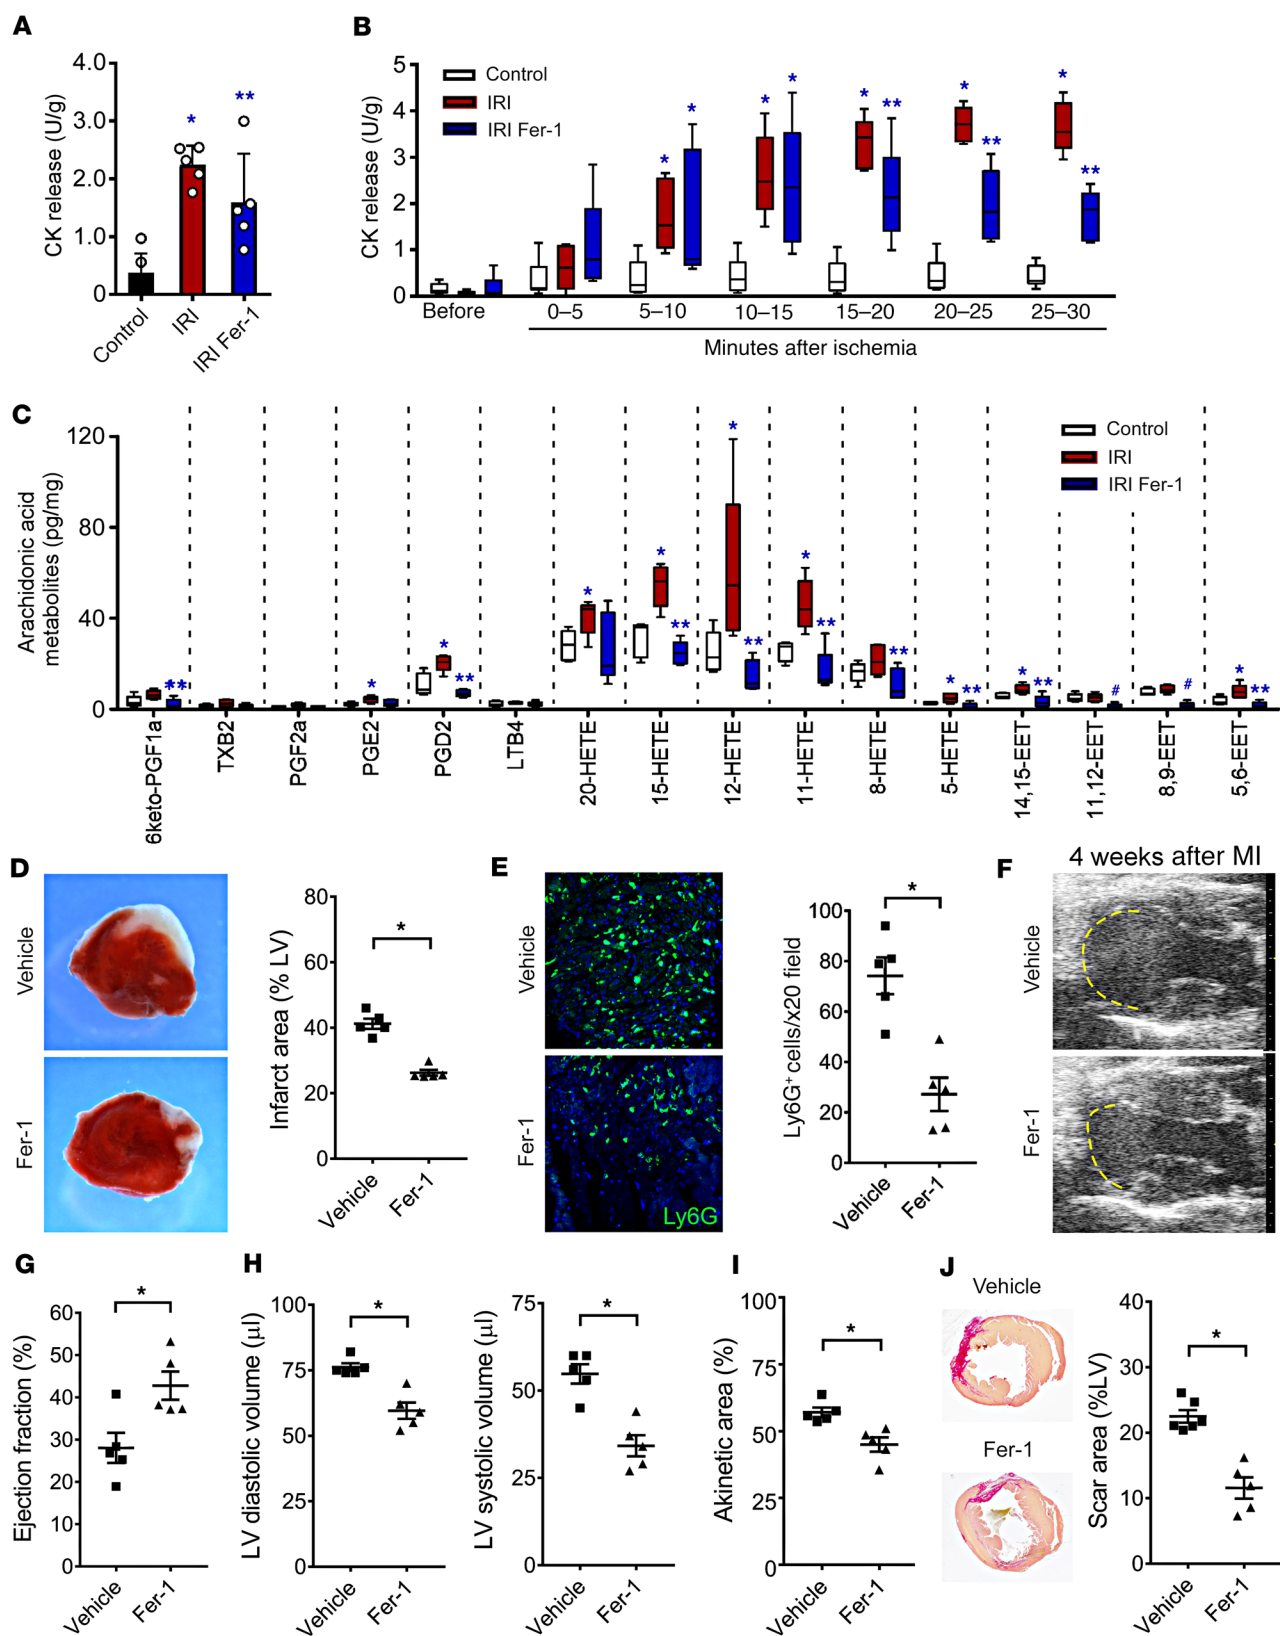 A
CK release (U/g)
4.0
3.0
2.0
1.0
0
*
**
Control
IRI
IRI Fer-1
B
CK release (U/g)
5
4
3
2
1
0
Control
IRI
IRI Fer-1
* * * * * ** * ** * **
Before
0–5
5–10
10–15
15–20
20–25
25–30
Minutes after ischemia
C
Arachidonic acid
metabolites (pg/mg)
120
80
40
0
Control
IRI
IRI Fer-1
** * * ** * * ** * ** * ** ** * ** * ** # # * **
6keto-PGF1a
TXB2
PGF2a
PGE2
PGD2
LTB4
20-HETE
15-HETE
12-HETE
11-HETE
8-HETE
5-HETE
14,15-EET
11,12-EET
8,9-EET
5,6-EET
D
Vehicle
Fer-1
Infarct area (% LV)
80
60
40
20
0
*
Vehicle
Fer-1
E
Vehicle
Fer-1
Ly6G
Ly6G+ cells/x20 field
100
80
60
40
20
0
*
Vehicle
Fer-1
F
4 weeks after MI
Vehicle
Fer-1
G
Ejection fraction (%)
60
50
40
30
20
10
0
*
Vehicle
Fer-1
H
LV diastolic volume (µl)
100
75
50
25
0
*
Vehicle
Fer-1
LV systolic volume (µl)
75
50
25
0
*
Vehicle
Fer-1
I
Akinetic area (%)
100
75
50
25
0
*
Vehicle
Fer-1
J
Vehicle
Fer-1
Scar area (%LV)
40
30
20
10
0
*
Vehicle
Fer-1